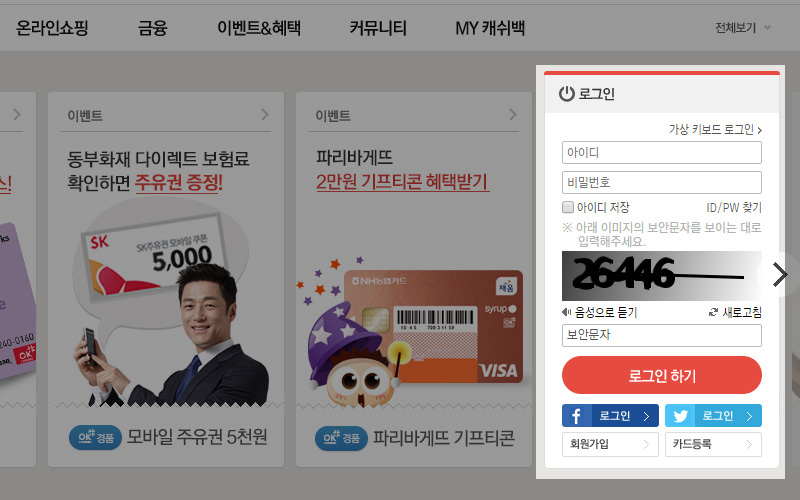 온라인쇼핑
금융
이벤트&혜택
커뮤니티
MY 캐쉬백
전체보기
스!
이벤트
동부화재 다이렉트 보험료
확인하면 주유권 증정!
SK
SK주유권 모바일 쿠폰
5,000
OK 경품 모바일 주유권 5천원
이벤트
파리바게뜨
2만원 기프티콘 혜택받기
NH농협카드
채움
syrup
OK
VISA
OK 경품 파리바게뜨 기프티콘
240-0160
OK
로그인
가상 키보드 로그인
아이디
비밀번호
아이디 저장
ID/PW 찾기
※ 아래 이미지의 보안문자를 보이는 대로
입력해주세요.
26446
음성으로 듣기
새로고침
보안문자
로그인 하기
f 로그인
로그인
회원가입
카드등록